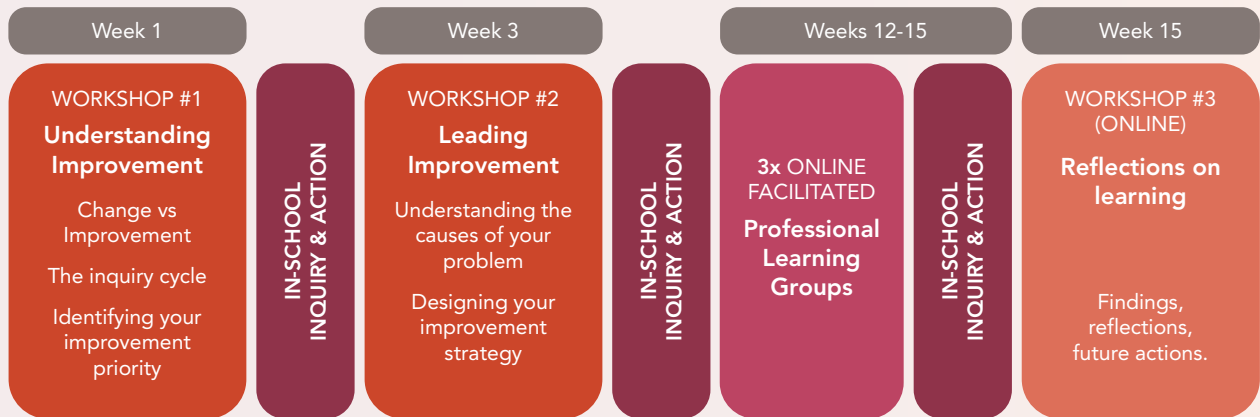 Week 1
WORKSHOP #1
Understanding
Improvement
Change vs
Improvement
The inquiry cycle
Identifying your
improvement
priority
IN-SCHOOL
INQUIRY & ACTION
Week 3
WORKSHOP #2
Leading
Improvement
Understanding the
causes of your
problem
Designing your
improvement
strategy
IN-SCHOOL
INQUIRY & ACTION
Weeks 12-15
3x ONLINE
FACILITATED
Professional
Learning
Groups
IN-SCHOOL
INQUIRY & ACTION
Week 15
WORKSHOP #3
(ONLINE)
Reflections on
learning
Findings,
reflections,
future actions.